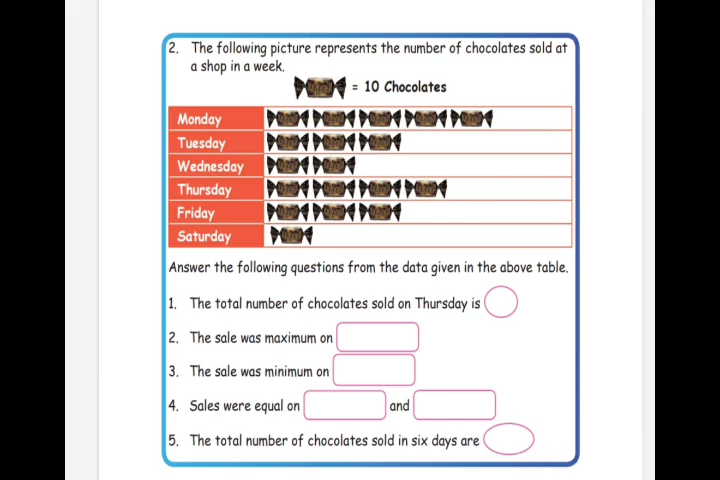 2. The following picture represents the number of chocolates sold at
a shop in a week.
= 10 Chocolates
Monday
Tuesday
Wednesday
Thursday
Friday
Saturday
Answer the following questions from the data given in the above table.
1. The total number of chocolates sold on Thursday is
2. The sale was maximum on
3. The sale was minimum on
4. Sales were equal on and
5. The total number of chocolates sold in six days are